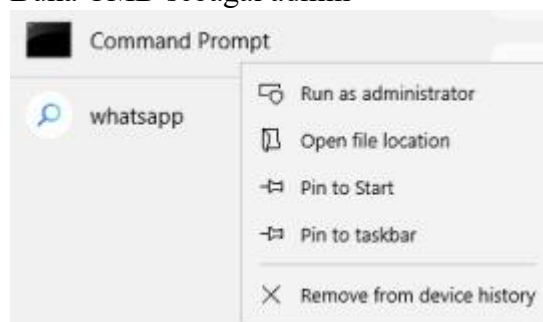 Buka CMD sebagai admin
Command Prompt
whatsapp
Run as administrator
Open file location
Pin to Start
Pin to taskbar
Remove from device history